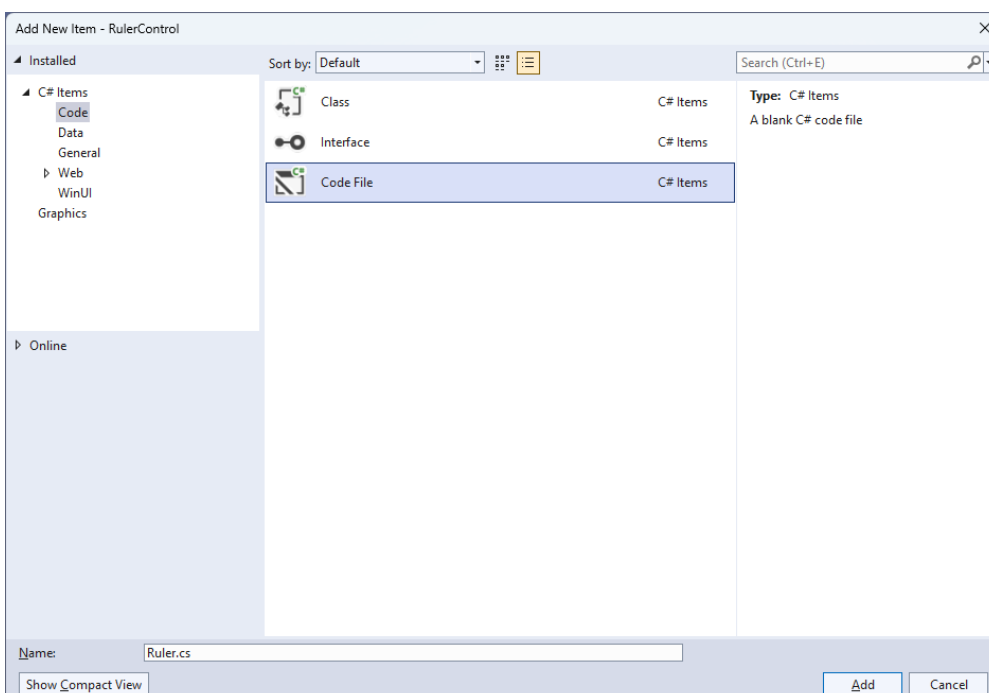 Add New Item - RulerControl
Installed
Sort by: Default
Search (Ctrl+E)
C# Items
Code
Data
General
Web
WinUI
Graphics
Online
Class C# Items
Interface C# Items
Code File C# Items
Type: C# Items
A blank C# code file
Name: Ruler.cs
Show Compact View
Add
Cancel